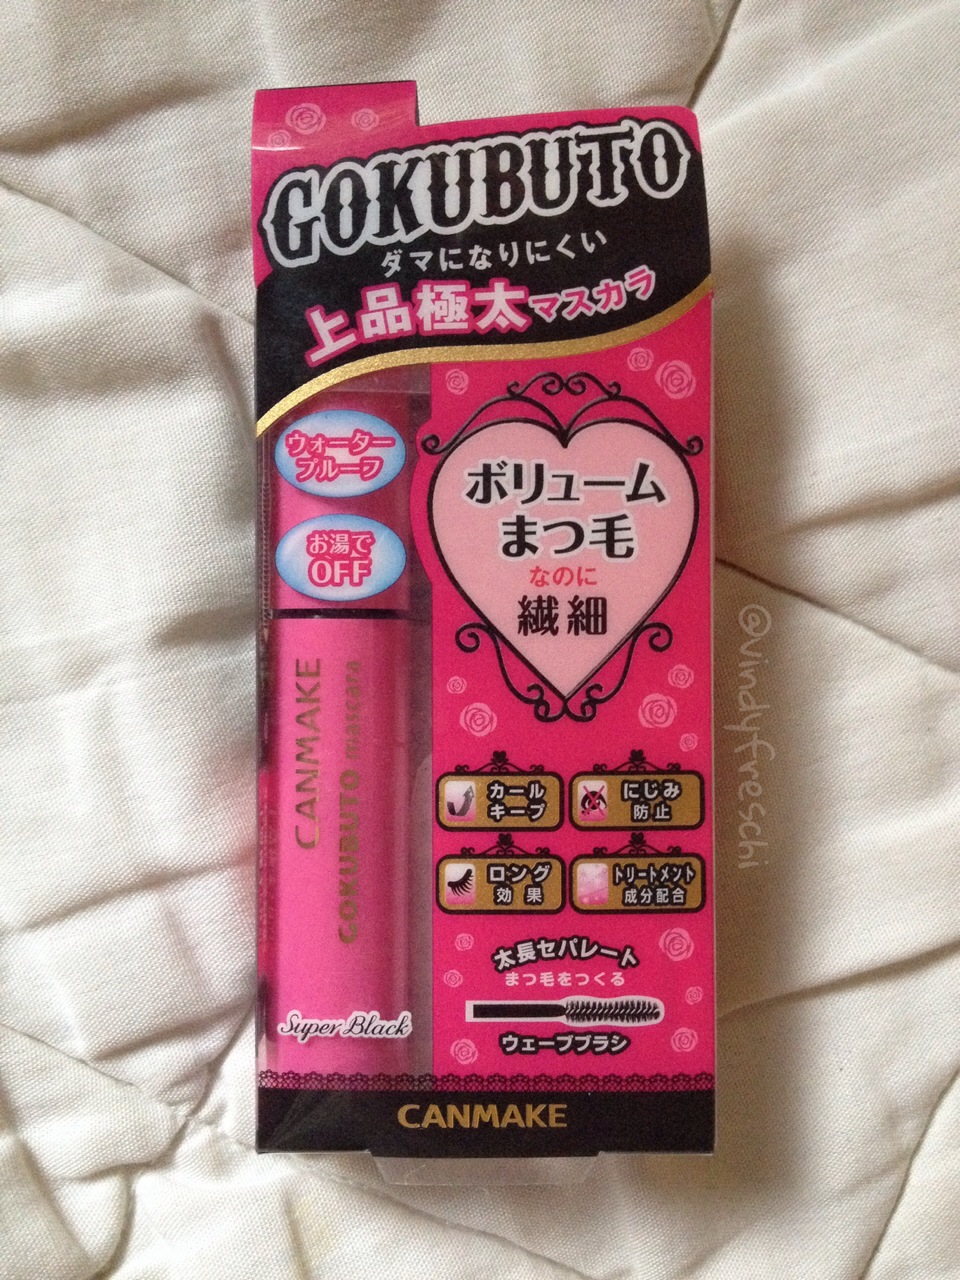 GOKUBUTO
ダマになりにくい
上品極太マスカラ
ウォーター
プルーフ
お湯で
OFF
ボリューム
まつ毛
なのに
繊細
CANMAKE
GOKUBUTO mascara
Super Black
カール
キープ
にじみ
防止
ロング
効果
トリートメント
成分配合
太長セパレート
まつ毛をつくる
ウェーブブラシ
CANMAKE
@vindyfreschi